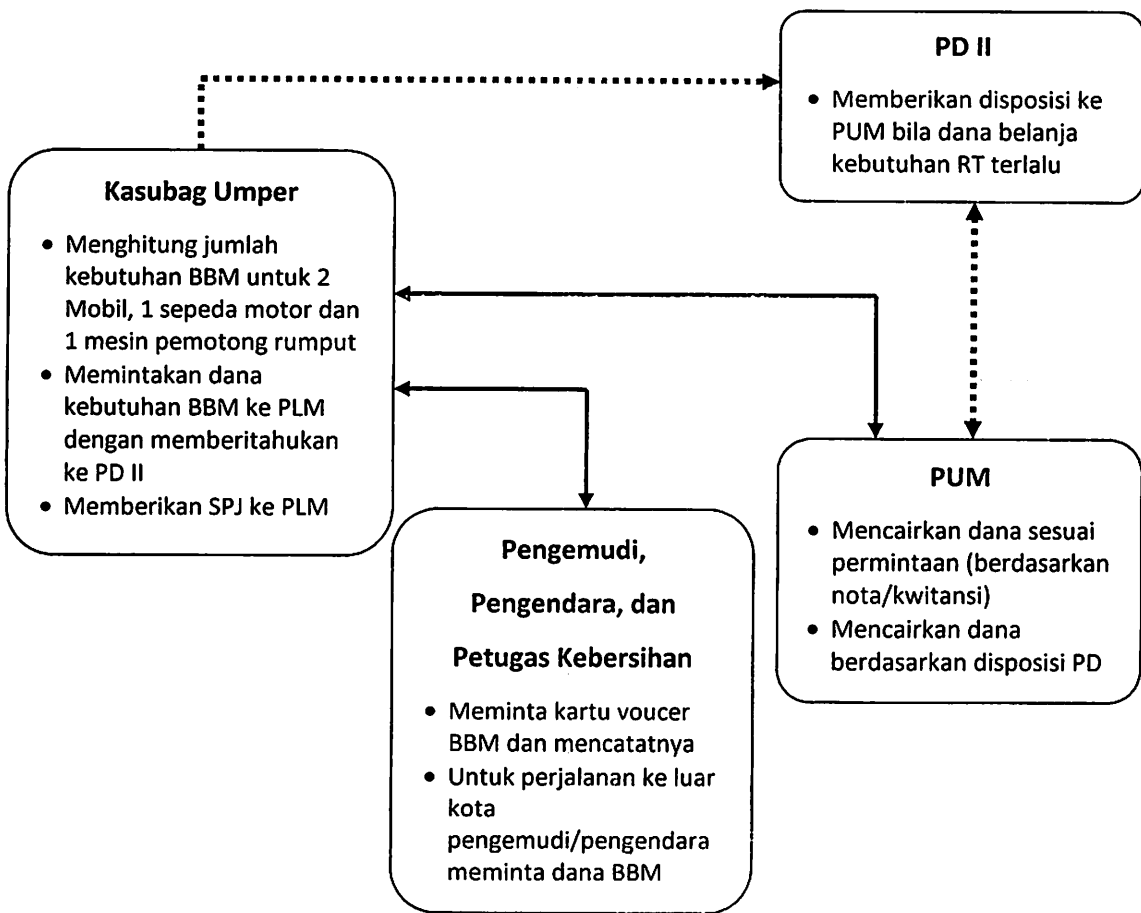 PD II
• Memberikan disposisi ke
PUM bila dana belanja
kebutuhan RT terlalu
Kasubag Umper
• Menghitung jumlah
kebutuhan BBM untuk 2
Mobil, 1 sepeda motor dan
1 mesin pemotong rumput
• Memintakan dana
kebutuhan BBM ke PLM
dengan memberitahukan
ke PD II
• Memberikan SPJ ke PLM
PUM
• Mencairkan dana sesuai
permintaan (berdasarkan
nota/kwitansi)
• Mencairkan dana
berdasarkan disposisi PD
Pengemudi,
Pengendara, dan
Petugas Kebersihan
• Meminta kartu voucer
BBM dan mencatatnya
• Untuk perjalanan ke luar
kota
pengemudi/pengendara
meminta dana BBM